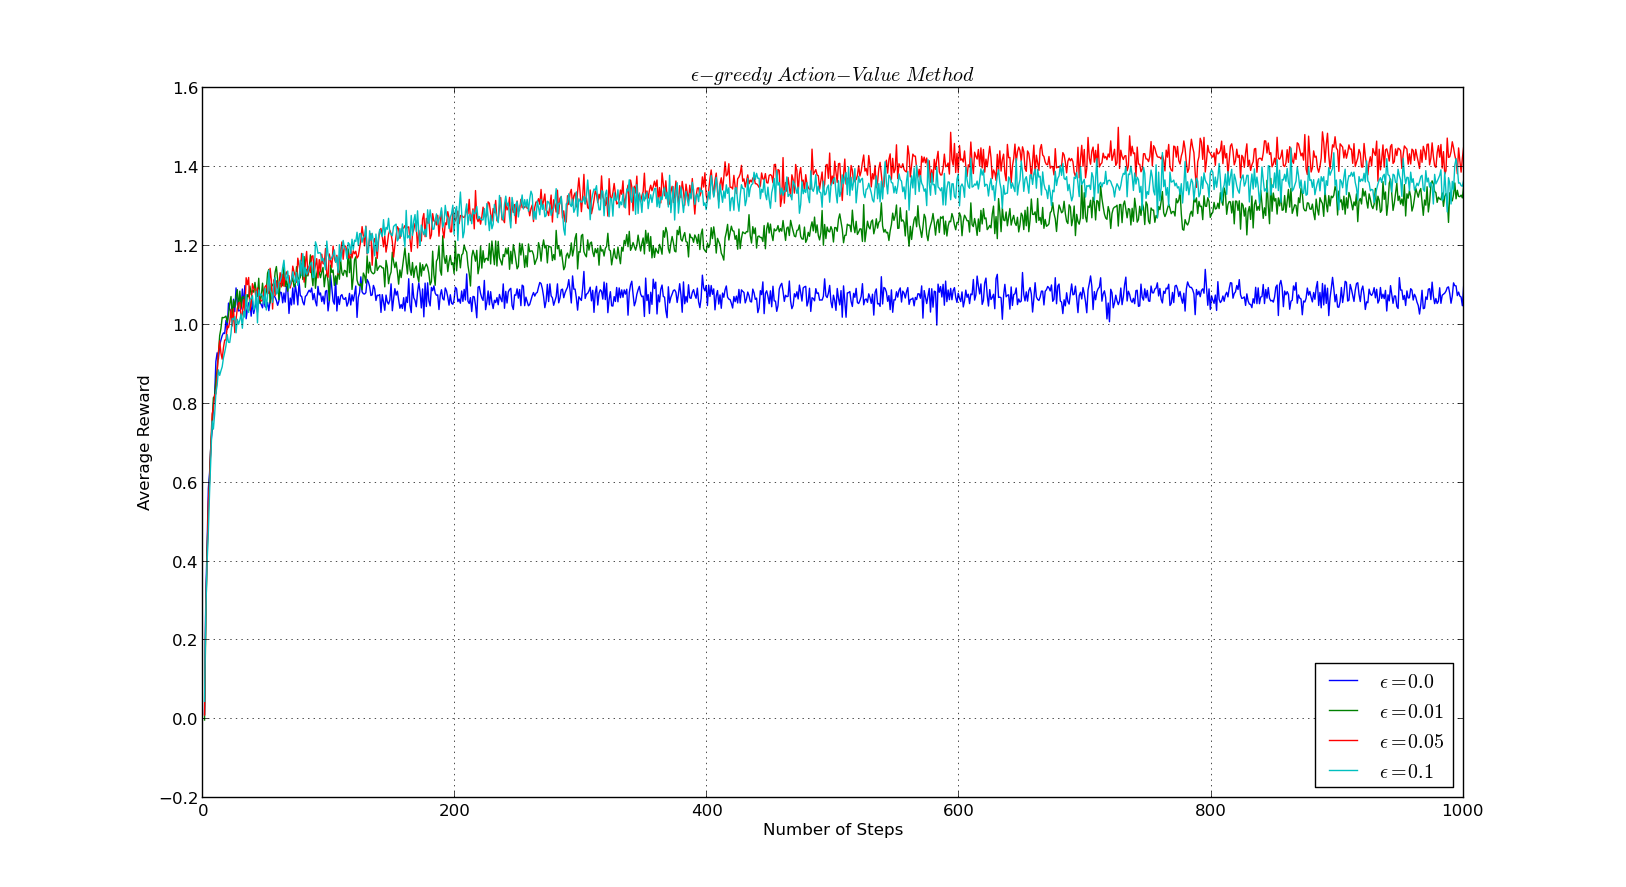 ϵ−greedy Action−Value Method
1.6
1.4
1.2
1.0
0.8
0.6
0.4
0.2
0.0
−0.2
Average Reward
0 200 400 600 800 1000
Number of Steps
ϵ=0.0
ϵ=0.01
ϵ=0.05
ϵ=0.1